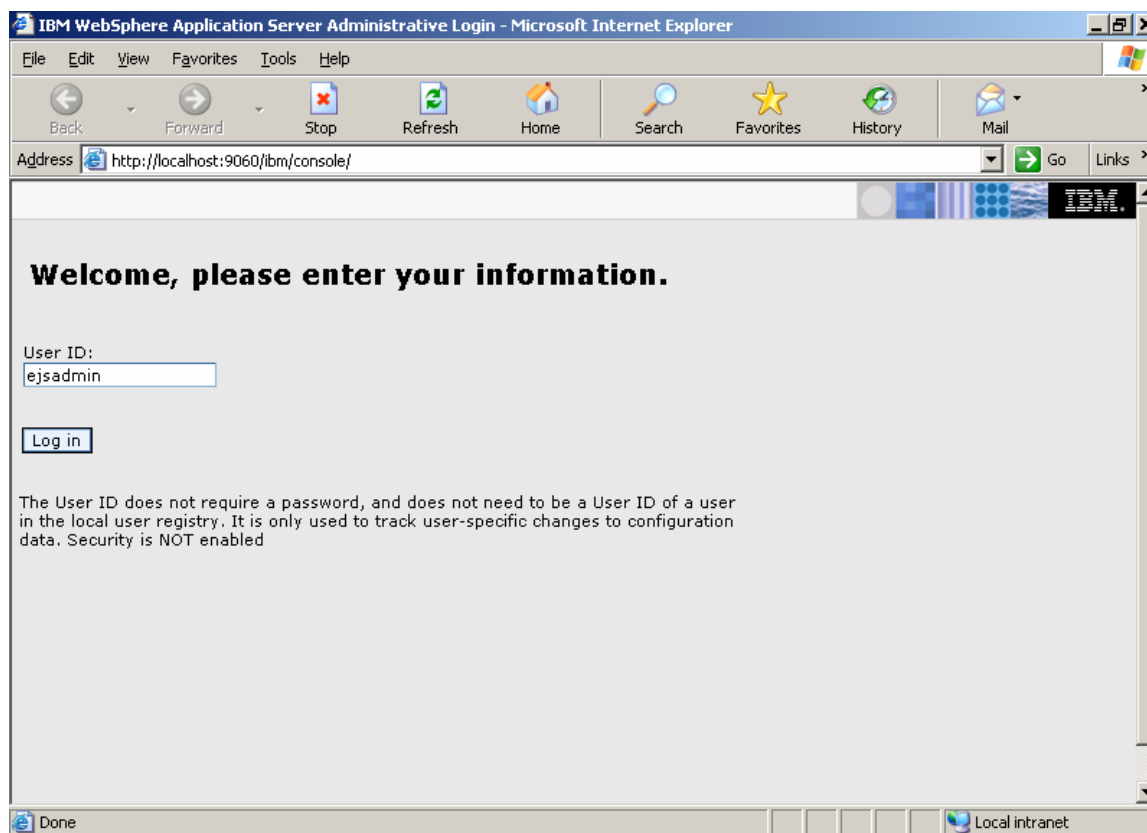 IBM WebSphere Application Server Administrative Login - Microsoft Internet Explorer
File Edit View Favorites Tools Help
Back Forward Stop Refresh Home Search Favorites History Mail
Address http://localhost:9060/ibm/console/ Go Links
IBM.
Welcome, please enter your information.
User ID:
ejsadmin
Log in
The User ID does not require a password, and does not need to be a User ID of a user
in the local user registry. It is only used to track user-specific changes to configuration
data. Security is NOT enabled
Done Local intranet